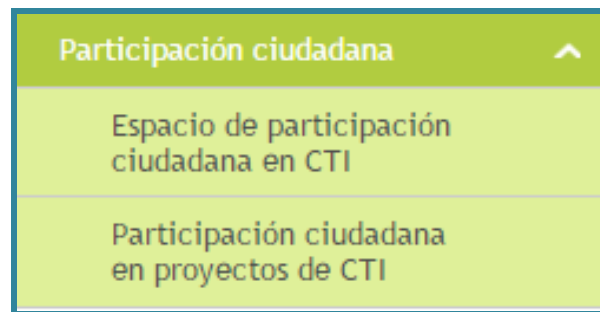 Participación ciudadana
Espacio de participación
ciudadana en CTI
Participación ciudadana
en proyectos de CTI